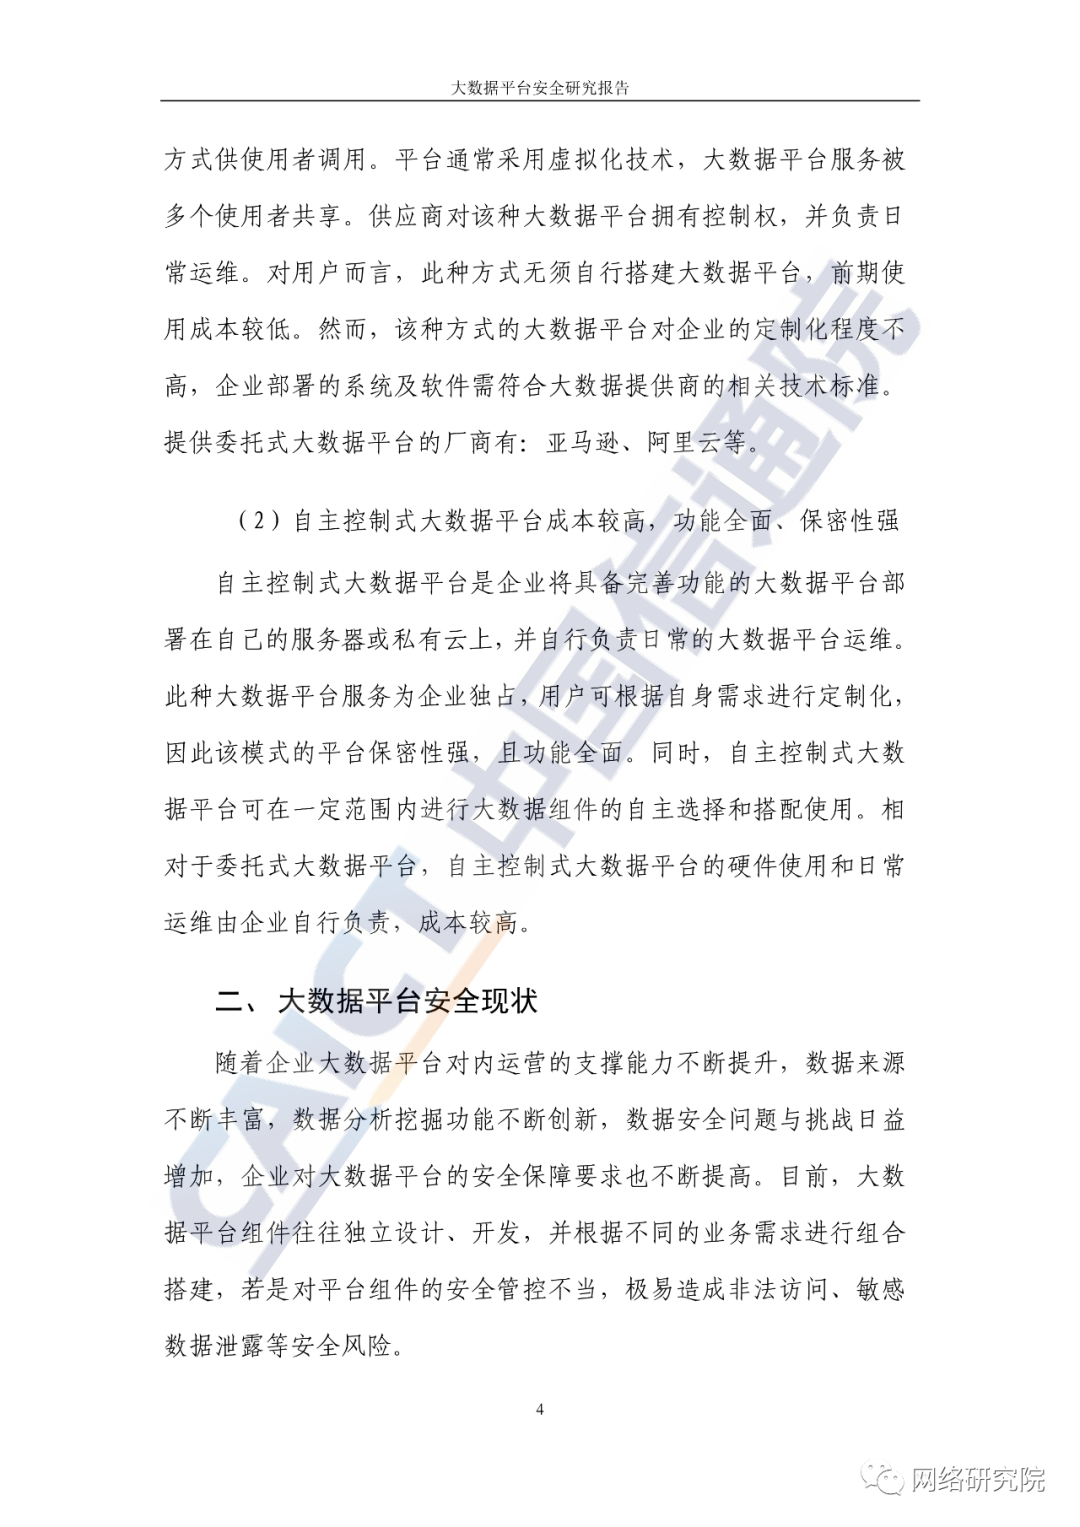 大数据平台安全研究报告
方式供使用者调用。平台通常采用虚拟化技术，大数据平台服务被
多个使用者共享。供应商对该种大数据平台拥有控制权，并负责日
常运维。对用户而言，此种方式无须自行搭建大数据平台，前期使
用成本较低。然而，该种方式的大数据平台对企业的定制化程度不
高，企业部署的系统及软件需符合大数据提供商的相关技术标准。
提供委托式大数据平台的厂商有：亚马逊、阿里云等。
（2）自主控制式大数据平台成本较高，功能全面、保密性强
自主控制式大数据平台是企业将具备完善功能的大数据平台部
署在自己的服务器或私有云上，并自行负责日常的大数据平台运维。
此种大数据平台服务为企业独占，用户可根据自身需求进行定制化，
因此该模式的平台保密性强，且功能全面。同时，自主控制式大数
据平台可在一定范围内进行大数据组件的自主选择和搭配使用。相
对于委托式大数据平台，自主控制式大数据平台的硬件使用和日常
运维由企业自行负责，成本较高。
二、 大数据平台安全现状
随着企业大数据平台对内运营的支撑能力不断提升，数据来源
不断丰富，数据分析挖掘功能不断创新，数据安全问题与挑战日益
增加，企业对大数据平台的安全保障要求也不断提高。目前，大数
据平台组件往往独立设计、开发，并根据不同的业务需求进行组合
搭建，若是对平台组件的安全管控不当，极易造成非法访问、敏感
数据泄露等安全风险。
4
CAICT 中国信通院
网络研究院